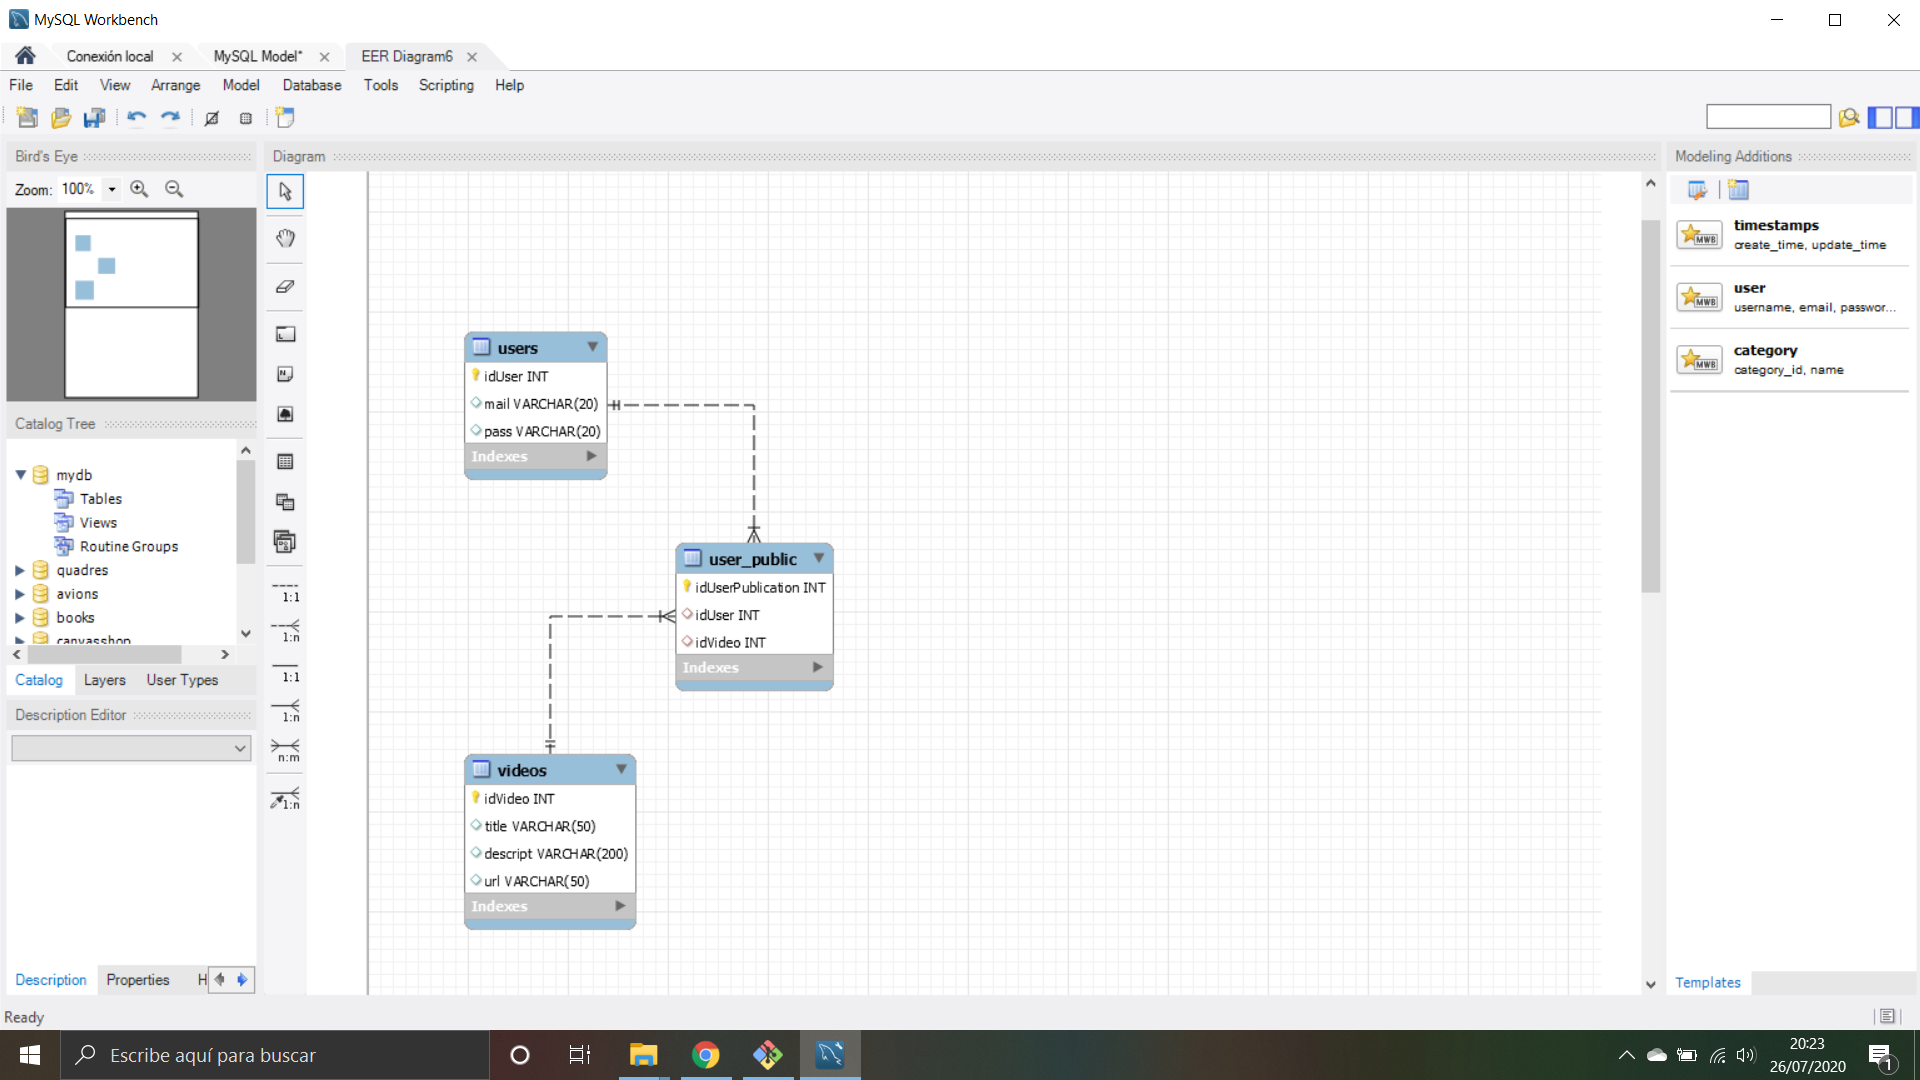 MySQL Workbench
Conexión local
MySQL Model*
EER Diagram6
File Edit View Arrange Model Database Tools Scripting Help
Bird's Eye
Zoom: 100%
Catalog Tree
mydb
Tables
Views
Routine Groups
quadres
avions
books
canvasshop
Catalog Layers User Types
Description Editor
Description Properties H
Ready
Diagram
1:1
1:n
1:1
1:n
n:m
1:n
users
idUser INT
mail VARCHAR(20)
pass VARCHAR(20)
Indexes
user_public
idUserPublication INT
idUser INT
idVideo INT
Indexes
videos
idVideo INT
title VARCHAR(50)
descript VARCHAR(200)
url VARCHAR(50)
Indexes
Modeling Additions
MWB
timestamps
create_time, update_time
MWB
user
username, email, passwor...
MWB
category
category_id, name
Templates
Escribe aquí para buscar
20:23
26/07/2020
1